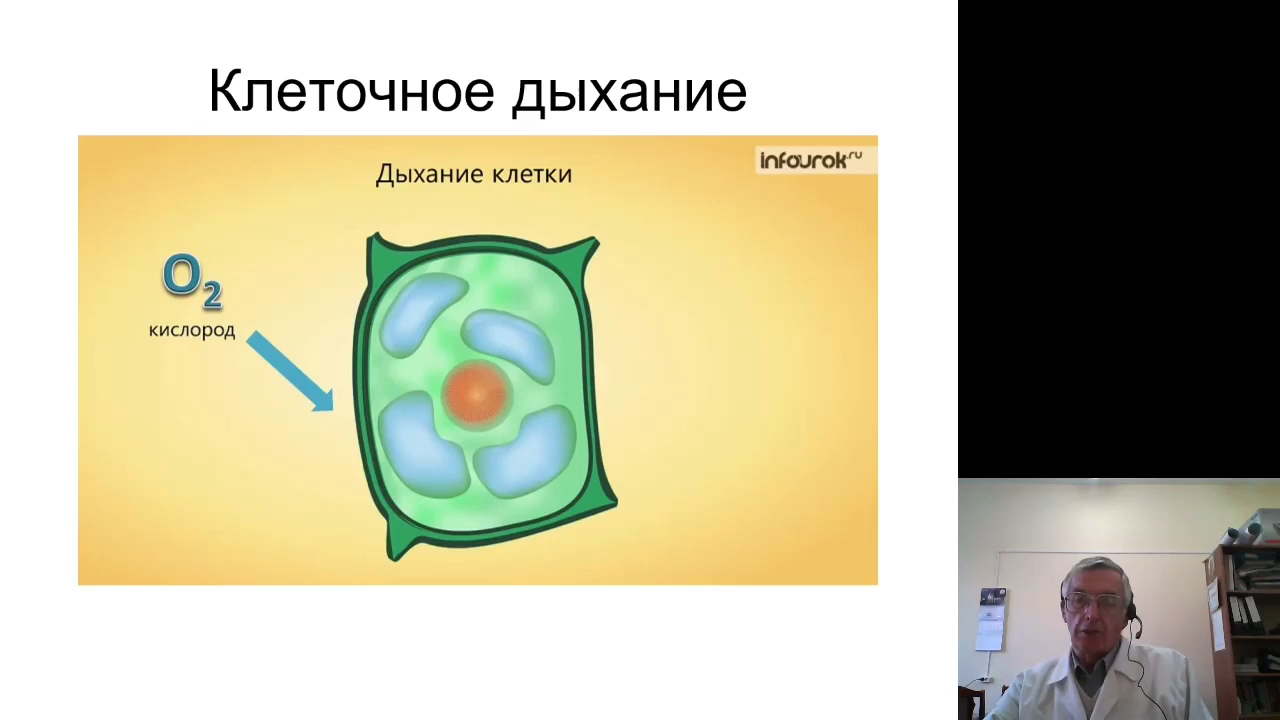 Клеточное дыхание
Дыхание клетки
infourok.ru
O2
кислород